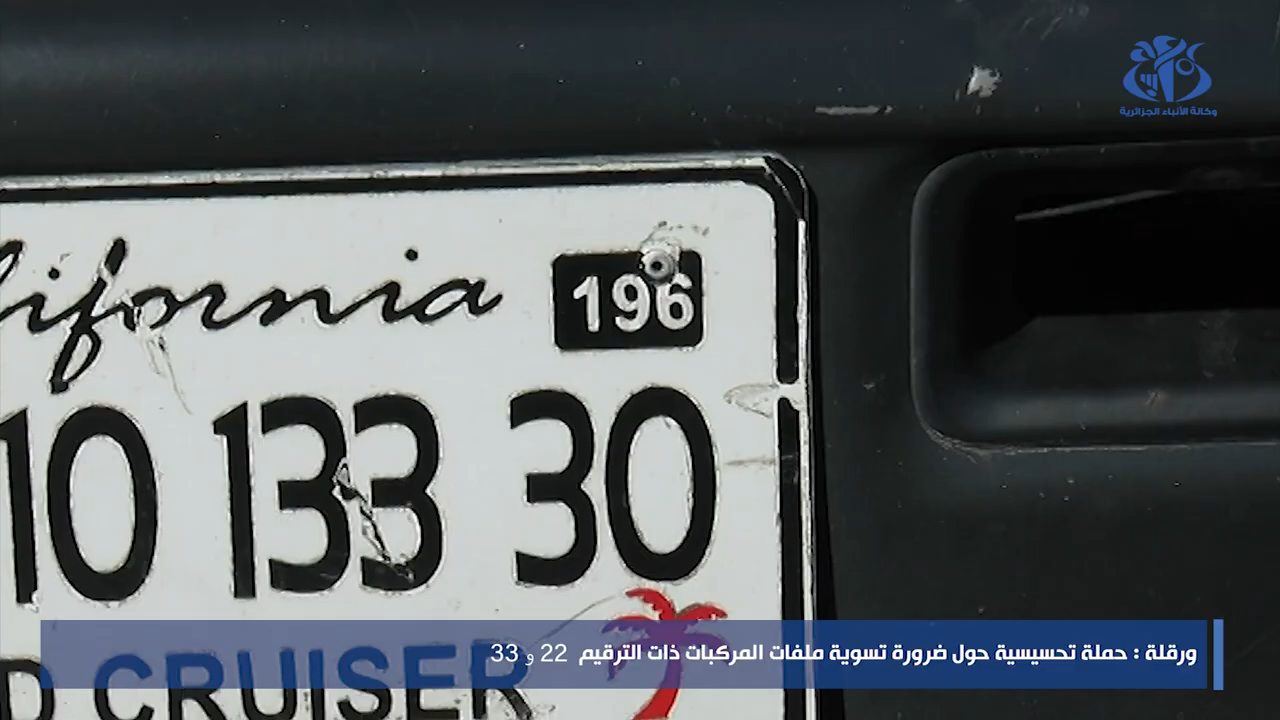 وكالة الأنباء الجزائرية
lifornia
196
10 133 30
D CRUISER
ورقلة : حملة تحسيسية حول ضرورة تسوية ملفات المركبات ذات الترقيم 22 و 33